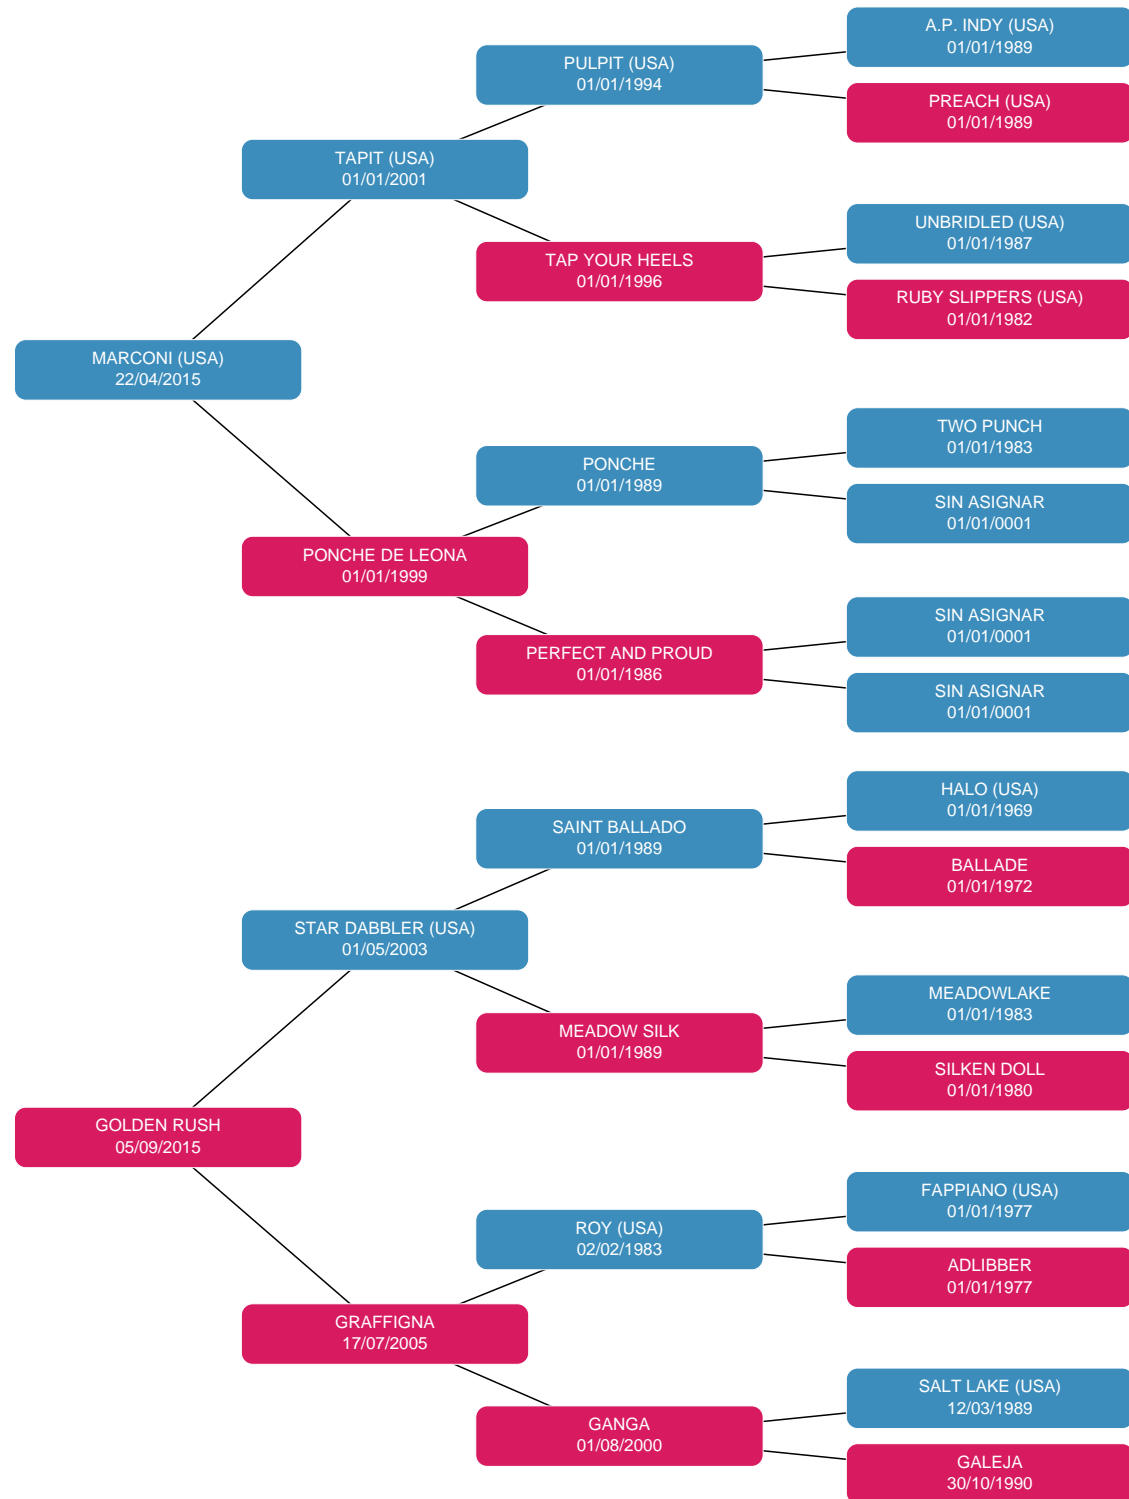 A.P. INDY (USA)
01/01/1989
PULPIT (USA)
01/01/1994
PREACH (USA)
01/01/1989
TAPIT (USA)
01/01/2001
UNBRIDLED (USA)
01/01/1987
TAP YOUR HEELS
01/01/1996
RUBY SLIPPERS (USA)
01/01/1982
MARCONI (USA)
22/04/2015
TWO PUNCH
01/01/1983
PONCHE
01/01/1989
SIN ASIGNAR
01/01/0001
PONCHE DE LEONA
01/01/1999
SIN ASIGNAR
01/01/0001
PERFECT AND PROUD
01/01/1986
SIN ASIGNAR
01/01/0001
HALO (USA)
01/01/1969
SAINT BALLADO
01/01/1989
BALLADE
01/01/1972
STAR DABBLER (USA)
01/05/2003
MEADOWLAKE
01/01/1983
MEADOW SILK
01/01/1989
SILKEN DOLL
01/01/1980
GOLDEN RUSH
05/09/2015
FAPPIANO (USA)
01/01/1977
ROY (USA)
02/02/1983
ADLIBBER
01/01/1977
GRAFFIGNA
17/07/2005
SALT LAKE (USA)
12/03/1989
GANGA
01/08/2000
GALEJA
30/10/1990